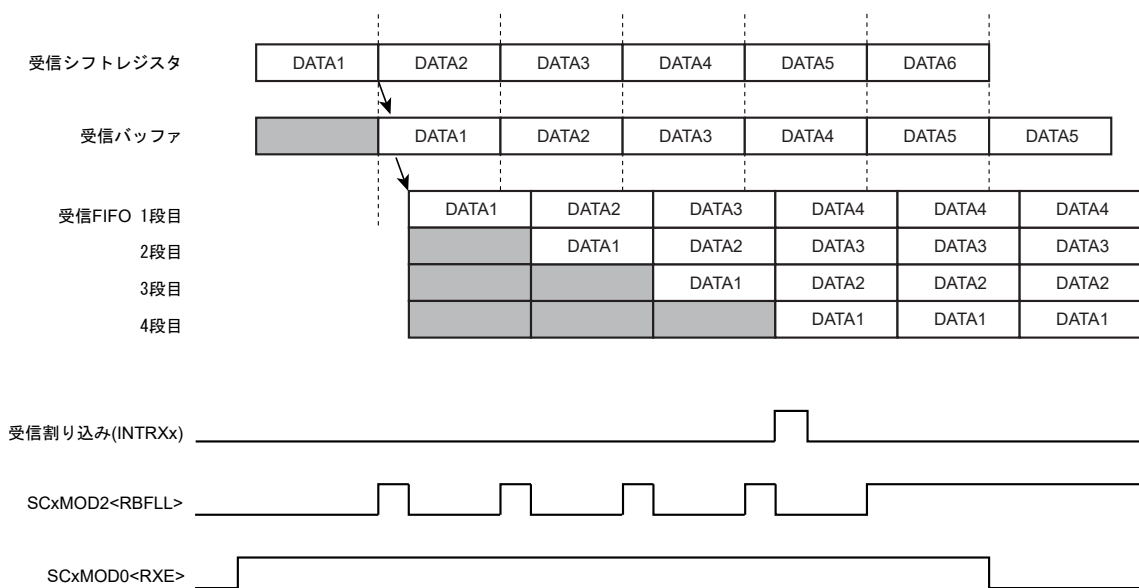 受信シフトレジスタ DATA1 DATA2 DATA3 DATA4 DATA5 DATA6
受信バッファ DATA1 DATA2 DATA3 DATA4 DATA5 DATA5
受信FIFO 1段目 DATA1 DATA2 DATA3 DATA4 DATA4 DATA4
2段目 DATA1 DATA2 DATA3 DATA3 DATA3
3段目 DATA1 DATA2 DATA2 DATA2
4段目 DATA1 DATA1 DATA1
受信割り込み(INTRXx)
SCxMOD2<RBFLL>
SCxMOD0<RXE>